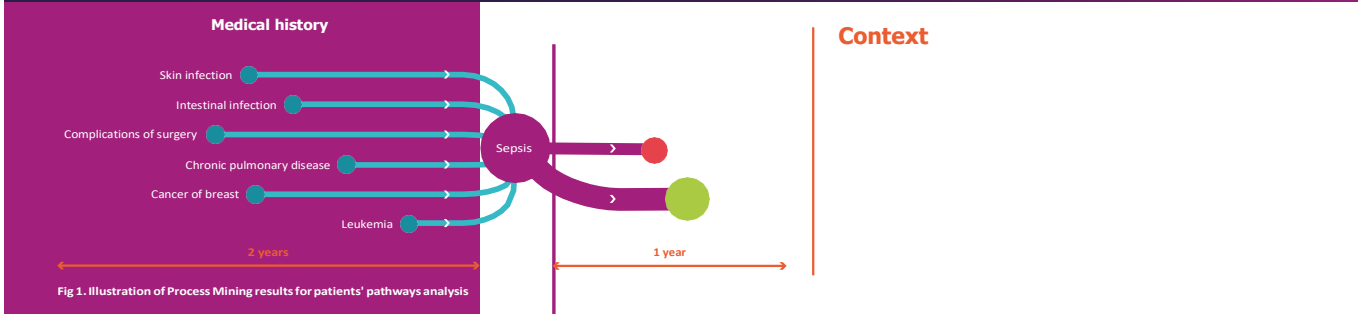 Medical history
Context
Skin infection
Intestinal infection
Complications of surgery
Sepsis
Chronic pulmonary disease
Cancer of breast
Leukemia
2 years
1 year
Fig 1. Illustration of Process Mining results for patients' pathways analysis